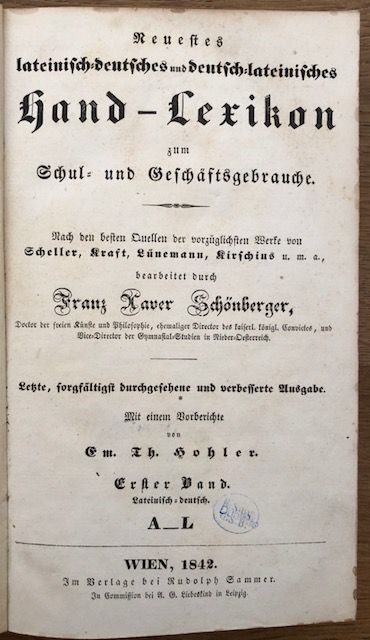 Neuestes
lateinisch-deutsches und deutsch-lateinisches
Hand-Lexikon
zum
Schul- und Geschäftsgebrauche.
Nach den besten Quellen der vorzüglichsten Werke von
Scheller, Kraft, Lünemann, Kirschius u. m. a.,
bearbeitet durch
Franz Xaver Schönberger,
Doctor der freien Künste und Philosophie, ehemaliger Director des kaiserl. königl. Convictes, und
Vice-Director der Gymnasial-Studien in Nieder-Oesterreich.
Letzte, sorgfältigst durchgesehene und verbesserte Ausgabe.
Mit einem Vorberichte
von
Em. Th. Hohler.
Erster Band.
Lateinisch-deutsch.
A—L
WIEN, 1842.
Im Verlage bei Rudolph Sammer.
In Commission bei A. G. Liebeskind in Leipzig.